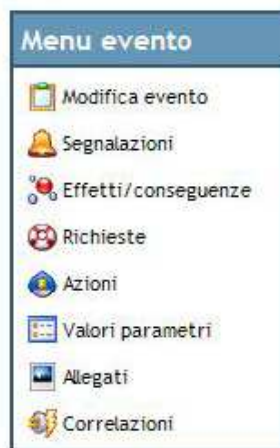 Menu evento
Modifica evento
Segnalazioni
Effetti/conseguenze
Richieste
Azioni
Valori parametri
Allegati
Correlazioni